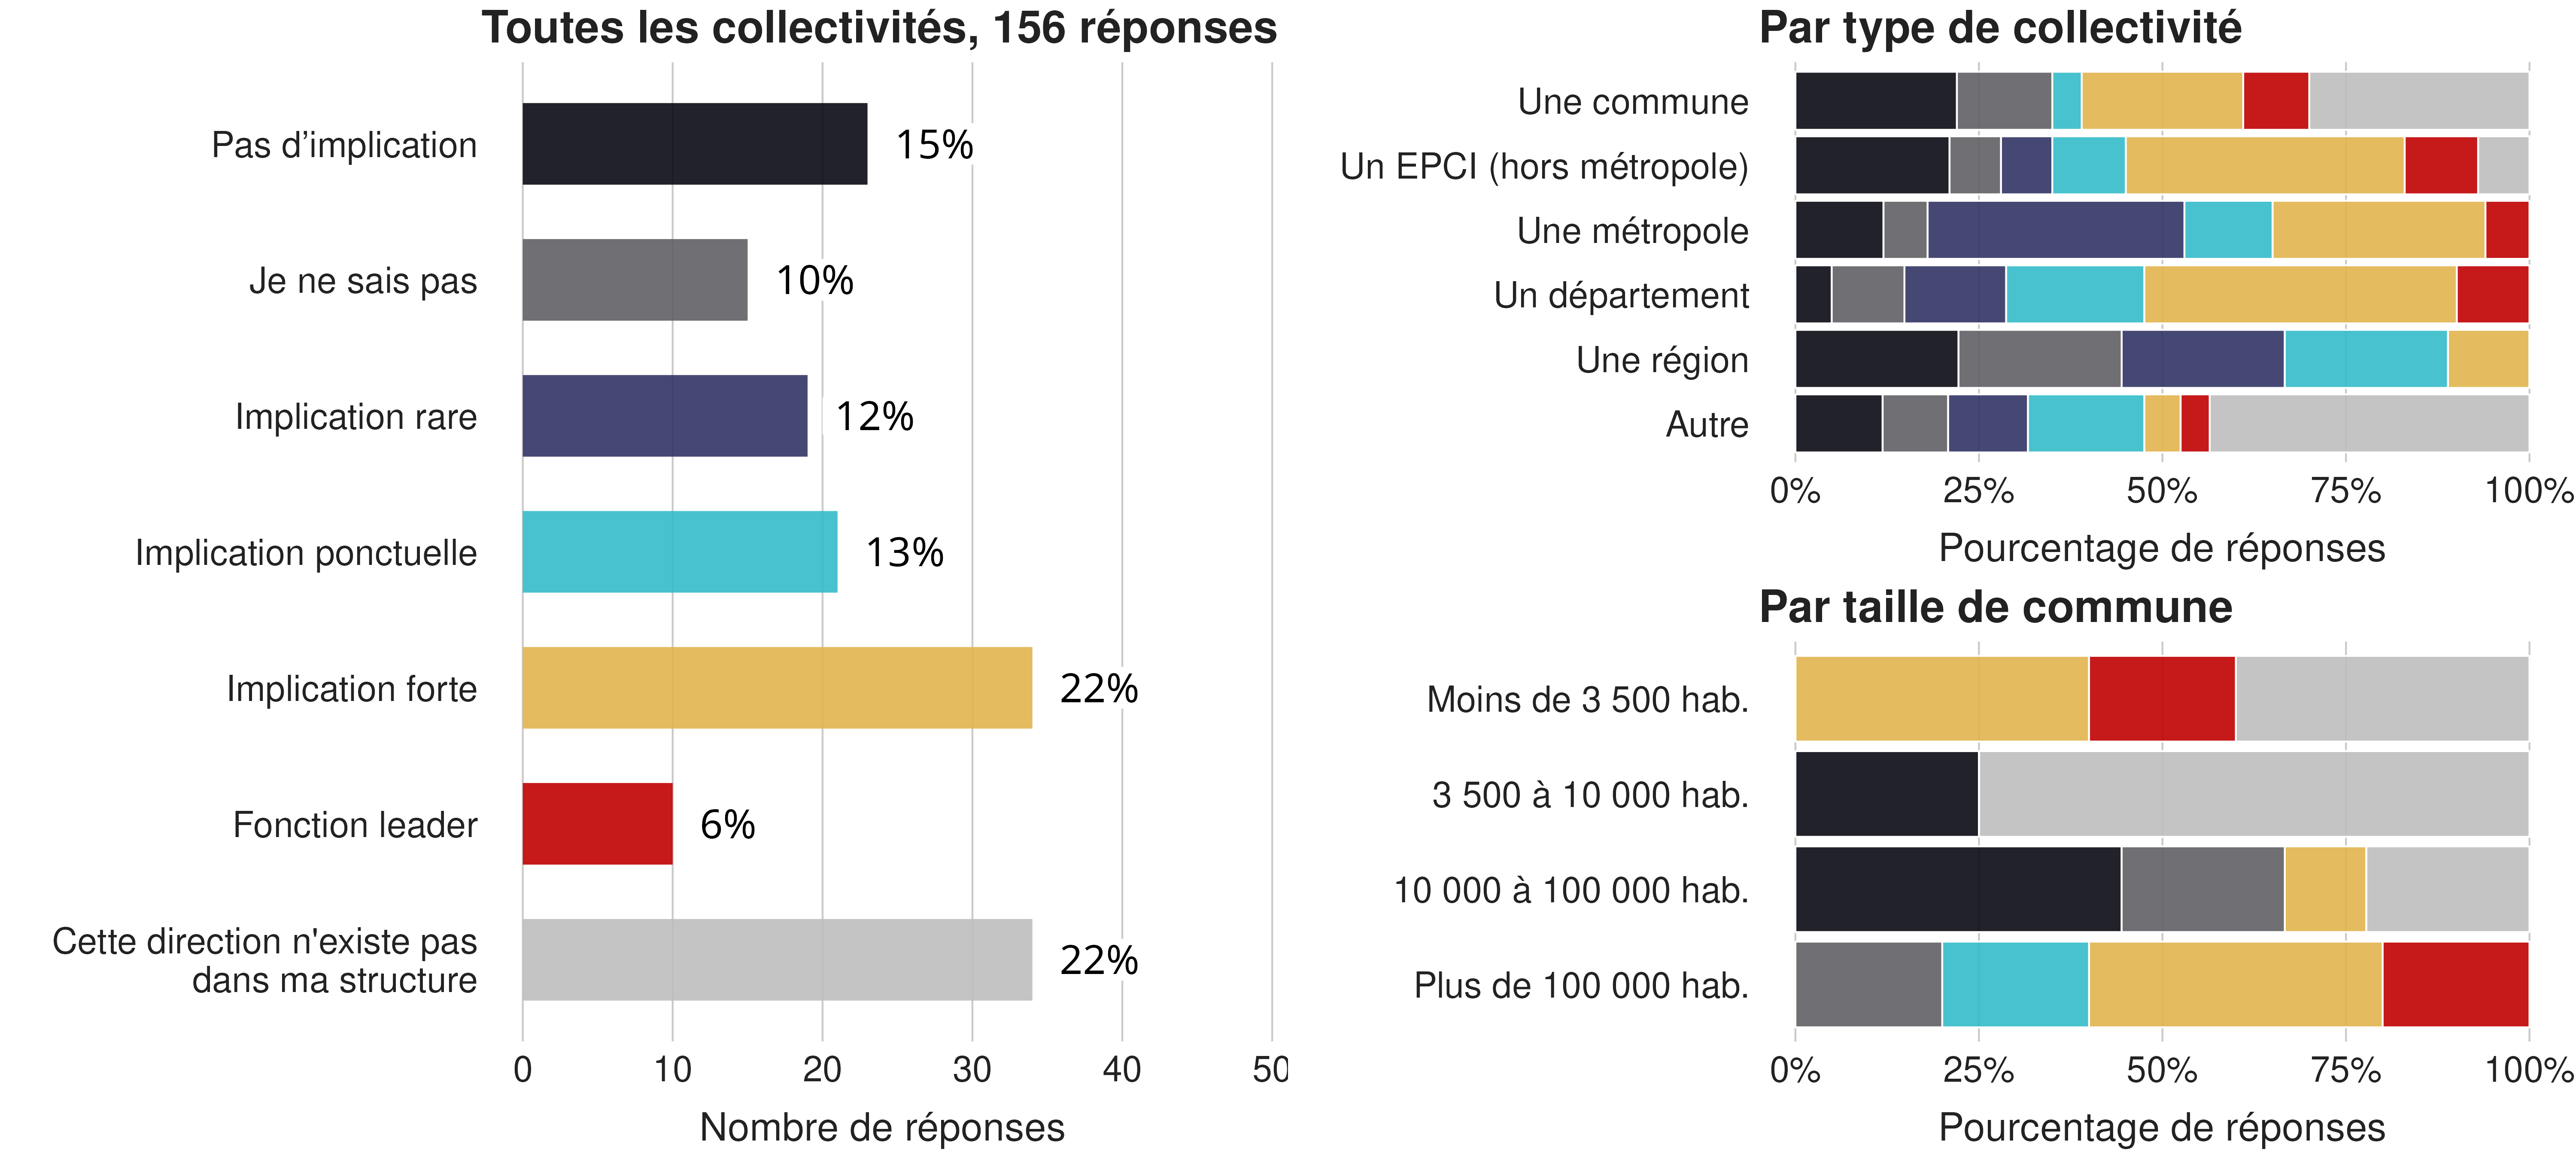 Toutes les collectivités, 156 réponses
Pas d’implication
15%
Je ne sais pas
10%
Implication rare
12%
Implication ponctuelle
13%
Implication forte
22%
Fonction leader
6%
Cette direction n'existe pas
dans ma structure
22%
0 10 20 30 40 50
Nombre de réponses
Par type de collectivité
Une commune
Un EPCI (hors métropole)
Une métropole
Un département
Une région
Autre
0% 25% 50% 75% 100%
Pourcentage de réponses
Par taille de commune
Moins de 3 500 hab.
3 500 à 10 000 hab.
10 000 à 100 000 hab.
Plus de 100 000 hab.
0% 25% 50% 75% 100%
Pourcentage de réponses